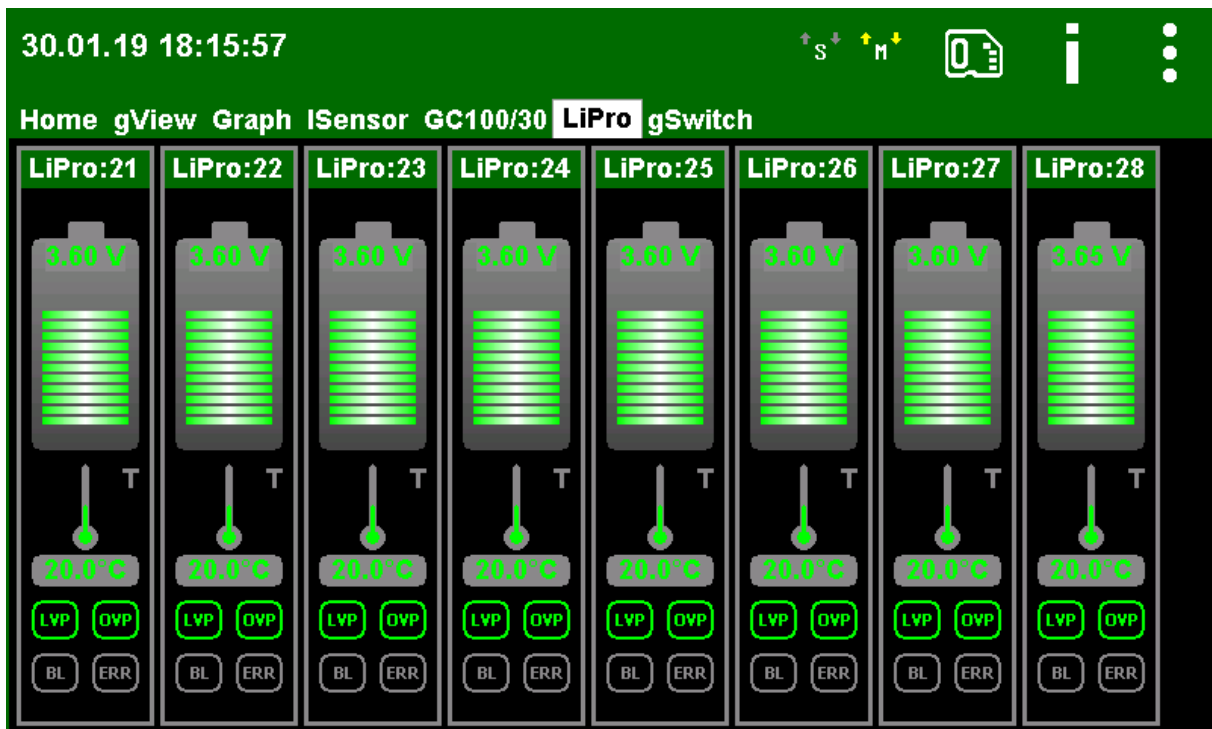 30.01.19 18:15:57 S M 0 i
Home gView Graph ISensor GC100/30 LiPro gSwitch
LiPro:21 LiPro:22 LiPro:23 LiPro:24 LiPro:25 LiPro:26 LiPro:27 LiPro:28
3.60 V 3.60 V 3.60 V 3.60 V 3.60 V 3.60 V 3.60 V 3.65 V
T T T T T T T T
20.0°C 20.0°C 20.0°C 20.0°C 20.0°C 20.0°C 20.0°C 20.0°C
LVP OVP LVP OVP LVP OVP LVP OVP LVP OVP LVP OVP LVP OVP LVP OVP
BL ERR BL ERR BL ERR BL ERR BL ERR BL ERR BL ERR BL ERR